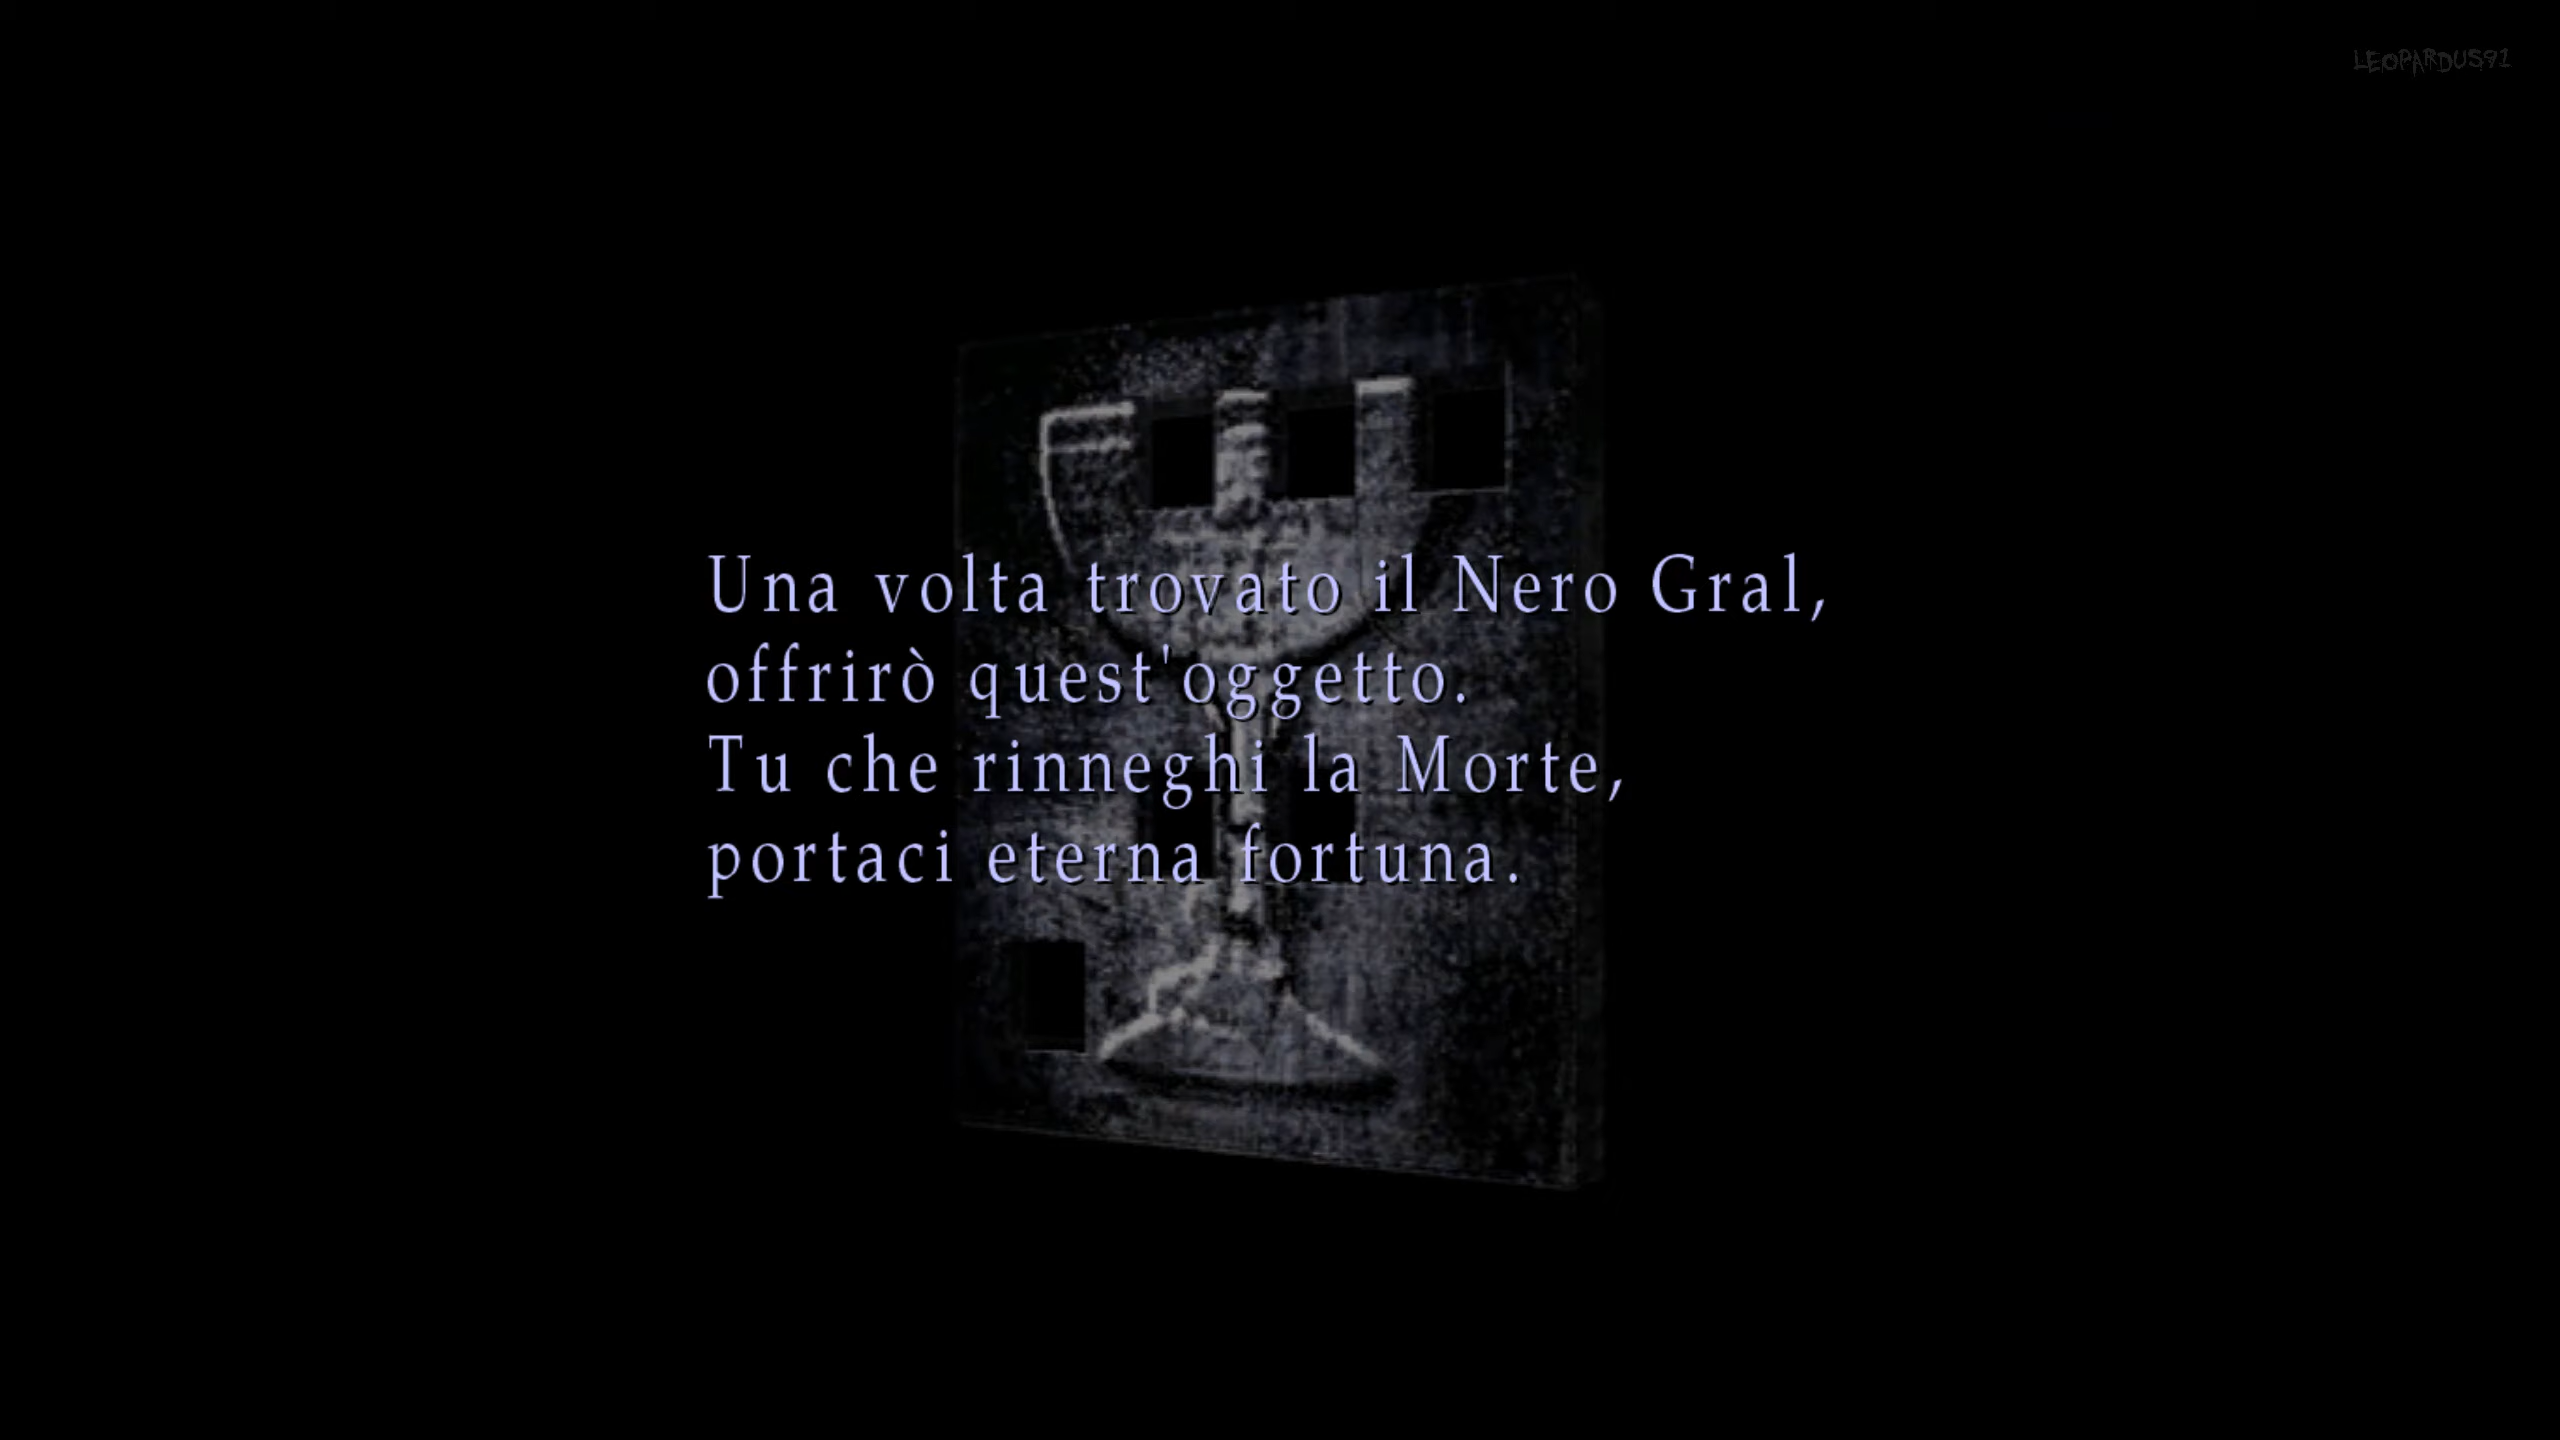 LEOPARDUS91
Una volta trovato il Nero Gral,
offrirò quest'oggetto.
Tu che rinneghi la Morte,
portaci eterna fortuna.